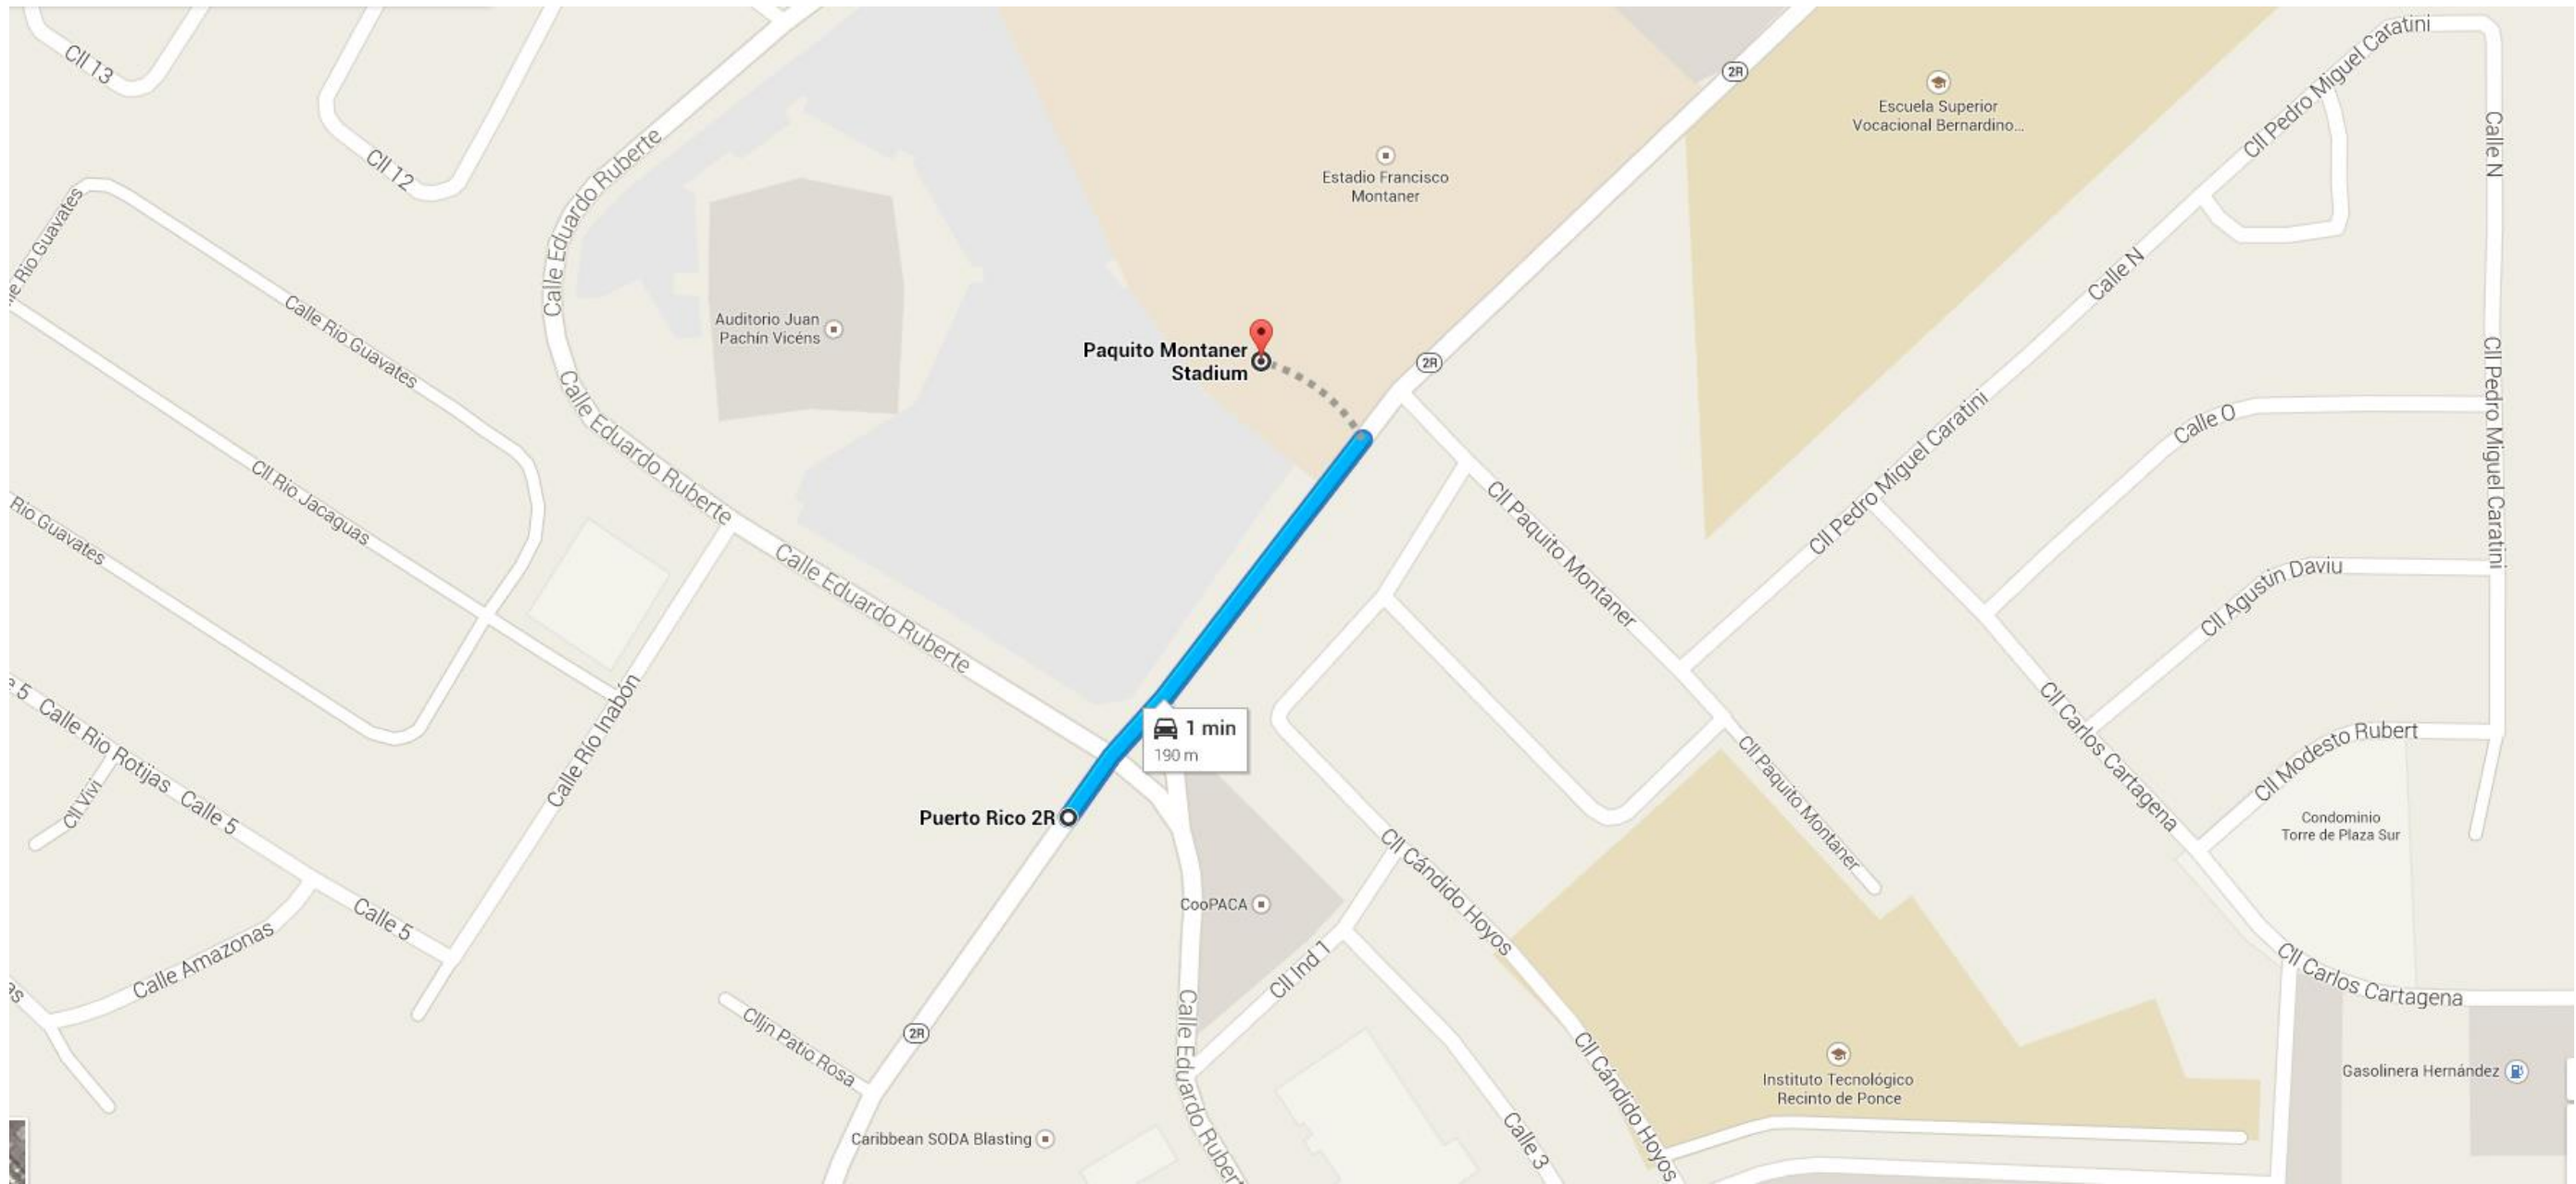 Cll 13
Cll 12
Calle Eduardo Ruberte
2R
Escuela Superior
Vocacional Bernardino...
Cll Pedro Miguel Caratini
Calle N
Estadio Francisco
Montaner
Rio Guavates
Calle Eduardo Ruberte
Calle N
Calle Rio Guavates
Auditorio Juan
Pachín Vicéns
Paquito Montaner
Stadium
2R
Cll Pedro Miguel Caratini
Calle O
Calle Eduardo Ruberte
Cll Pedro Miguel Caratini
Cll Rio Jacaguas
Rio Guavates
Cll Paquito Montaner
Calle Eduardo Ruberte
Cll Agustin Daviu
5
Calle Rio Rotijas
Calle 5
Cll Vivi
Calle Río Inabón
1 min
190 m
Puerto Rico 2R
Cll Paquito Montaner
Cll Carlos Cartagena
Cll Modesto Rubert
Condominio
Torre de Plaza Sur
Calle 5
Calle Amazonas
CooPACA
Cll Cándido Hoyos
Cll Ind 1
Cll Carlos Cartagena
Clljn Patio Rosa
2R
Calle Eduardo Rubert
Cll Cándido Hoyos
Instituto Tecnológico
Recinto de Ponce
Gasolinera Hernández
Caribbean SODA Blasting
Calle 3